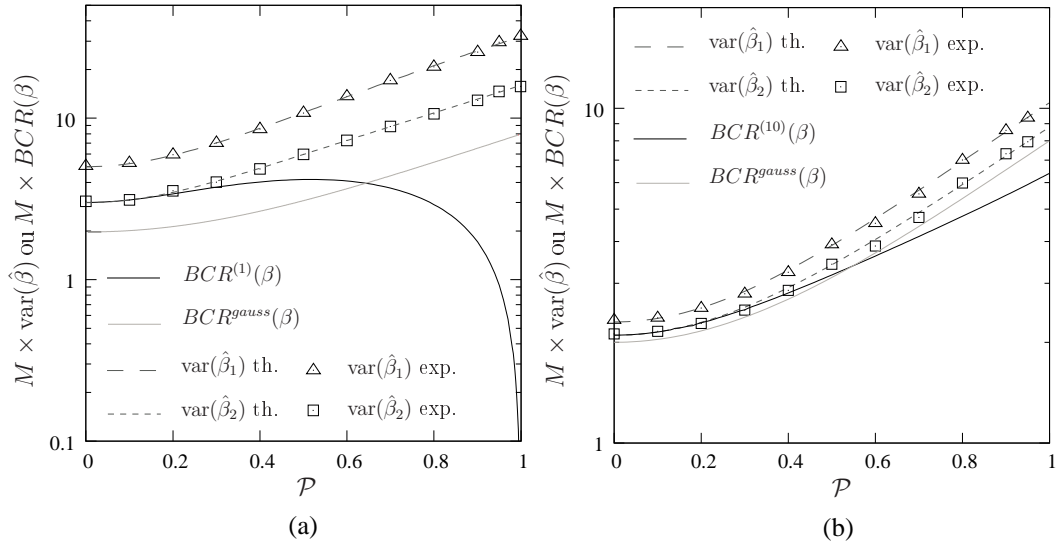 M × var(β̂) ou M × BCR(β)
10
1
0.1
0
0.2
0.4
0.6
0.8
1
𝒫
BCR^{(1)}(β)
BCR^{gauss}(β)
var(β̂₁) th.
var(β̂₁) exp.
var(β̂₂) th.
var(β̂₂) exp.
(a)
M × var(β̂) ou M × BCR(β)
var(β̂₁) th.
var(β̂₁) exp.
var(β̂₂) th.
var(β̂₂) exp.
BCR^{(10)}(β)
BCR^{gauss}(β)
10
1
0
0.2
0.4
0.6
0.8
1
𝒫
(b)